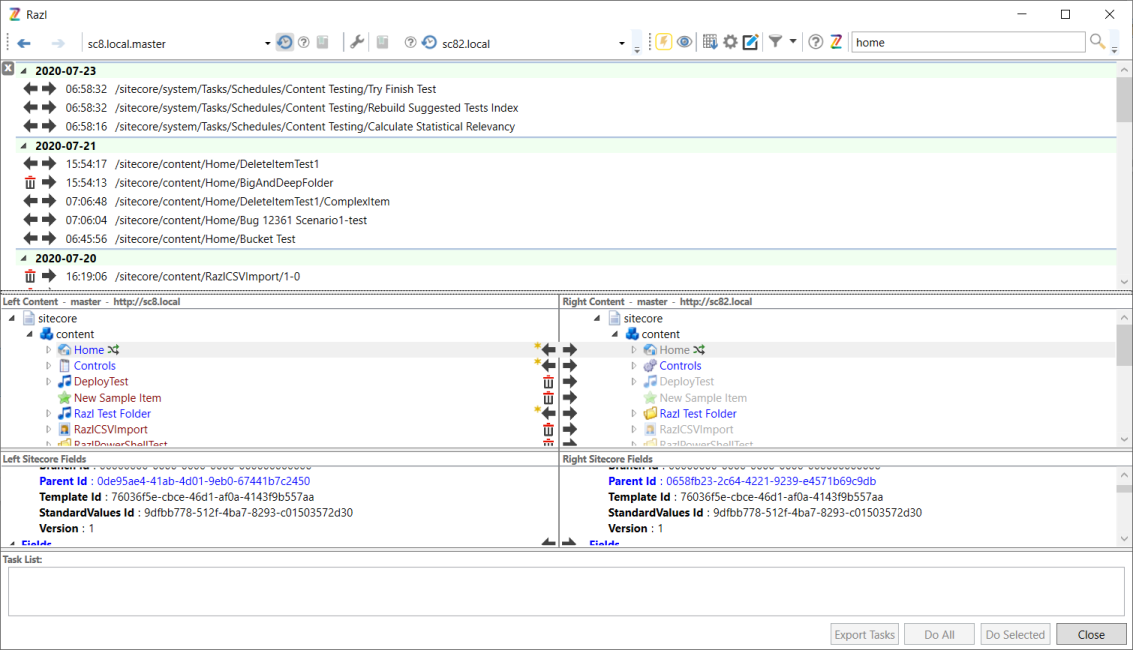 Razl
sc8.local.master
sc82.local
home
2020-07-23
06:58:32 /sitecore/system/Tasks/Schedules/Content Testing/Try Finish Test
06:58:32 /sitecore/system/Tasks/Schedules/Content Testing/Rebuild Suggested Tests Index
06:58:16 /sitecore/system/Tasks/Schedules/Content Testing/Calculate Statistical Relevancy
2020-07-21
15:54:17 /sitecore/content/Home/DeleteItemTest1
15:54:13 /sitecore/content/Home/BigAndDeepFolder
07:06:48 /sitecore/content/Home/DeleteItemTest1/ComplexItem
07:06:04 /sitecore/content/Home/Bug 12361 Scenario1-test
06:45:56 /sitecore/content/Home/Bucket Test
2020-07-20
16:19:06 /sitecore/content/RazlCSVImport/1-0
Left Content - master - http://sc8.local
sitecore
content
Home
Controls
DeployTest
New Sample Item
Razl Test Folder
RazlCSVImport
RazlPowerShellTest
Right Content - master - http://sc82.local
sitecore
content
Home
Controls
DeployTest
New Sample Item
Razl Test Folder
RazlCSVImport
RazlPowerShellTest
Left Sitecore Fields
Parent Id : 0de95ae4-41ab-4d01-9eb0-67441b7c2450
Template Id : 76036f5e-cbce-46d1-af0a-4143f9b557aa
StandardValues Id : 9dfbb778-512f-4ba7-8293-c01503572d30
Version : 1
Fields
Right Sitecore Fields
Parent Id : 0658fb23-2c64-4221-9239-e4571b69c9db
Template Id : 76036f5e-cbce-46d1-af0a-4143f9b557aa
StandardValues Id : 9dfbb778-512f-4ba7-8293-c01503572d30
Version : 1
Fields
Task List:
Export Tasks
Do All
Do Selected
Close